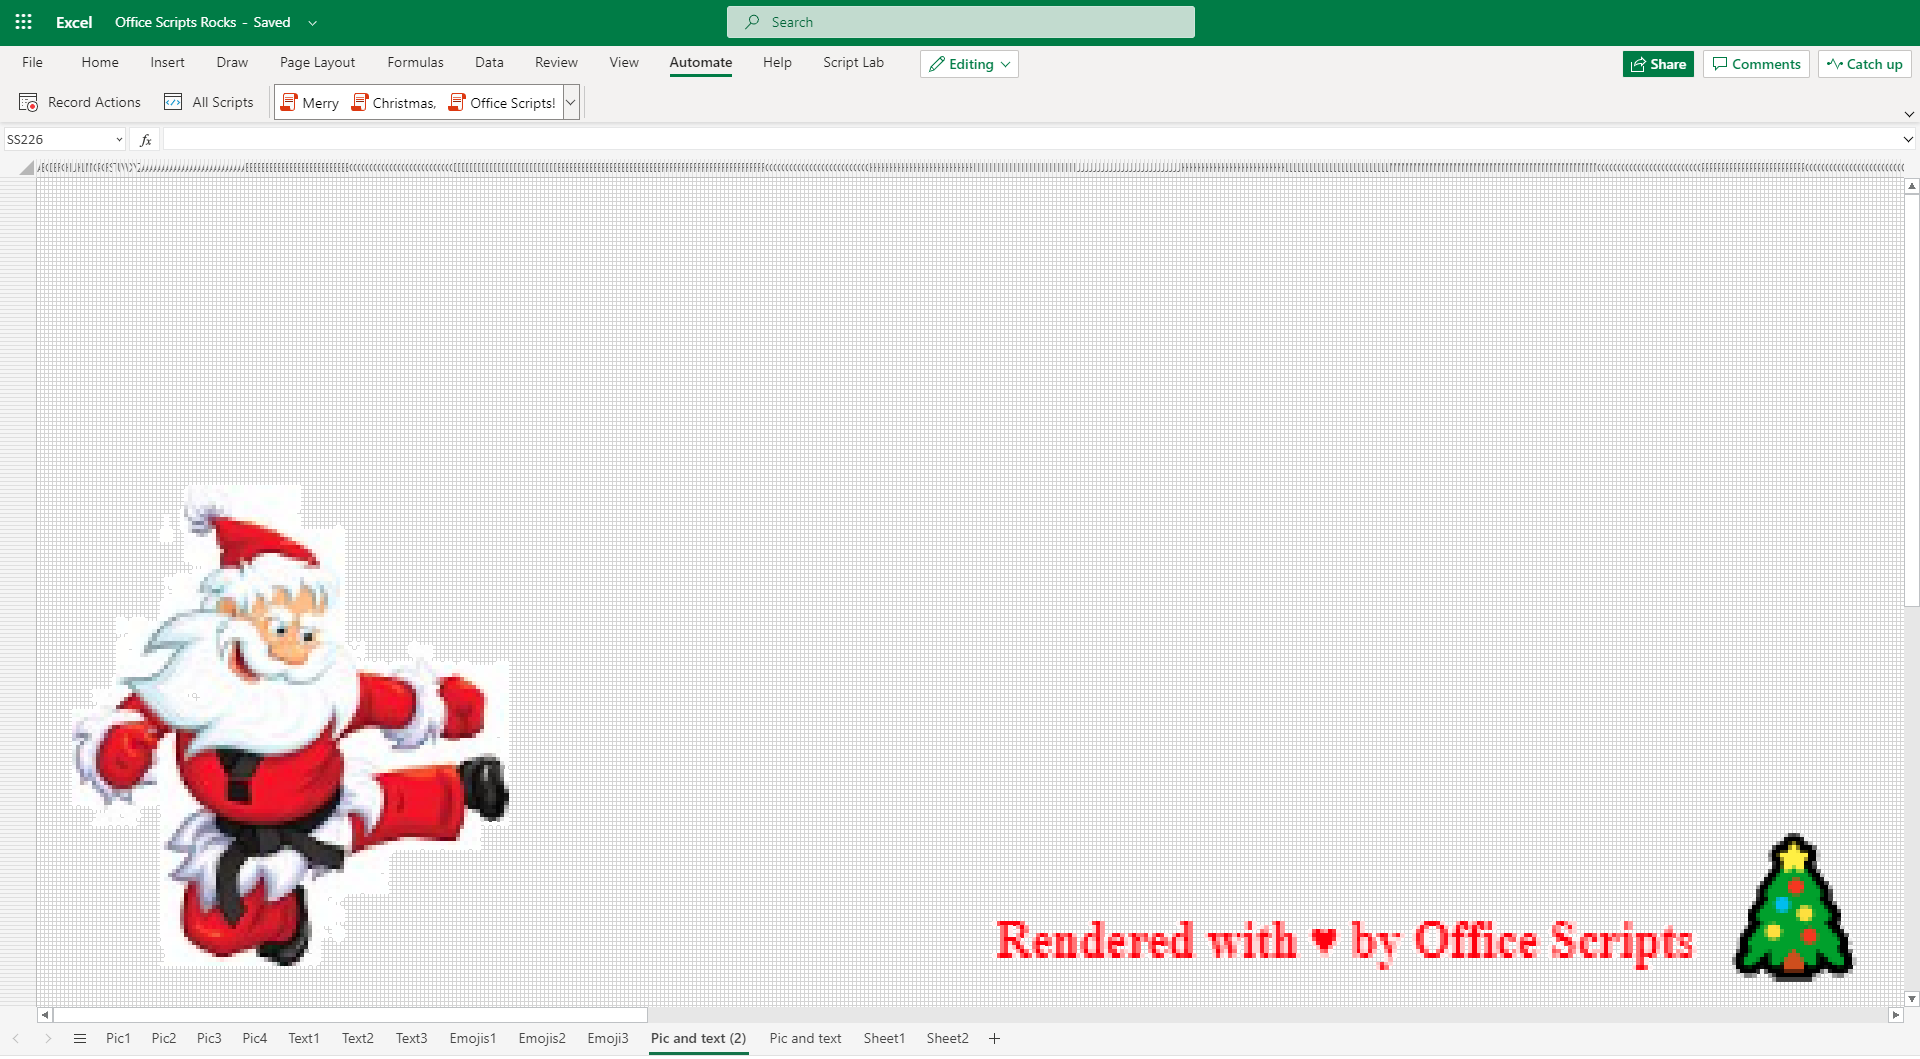 Excel Office Scripts Rocks - Saved Search
File Home Insert Draw Page Layout Formulas Data Review View Automate Help Script Lab Editing Share Comments Catch up
Record Actions All Scripts Merry Christmas, Office Scripts!
SS226 fx
Rendered with ♥ by Office Scripts
Pic1 Pic2 Pic3 Pic4 Text1 Text2 Text3 Emojis1 Emojis2 Emoji3 Pic and text (2) Pic and text Sheet1 Sheet2